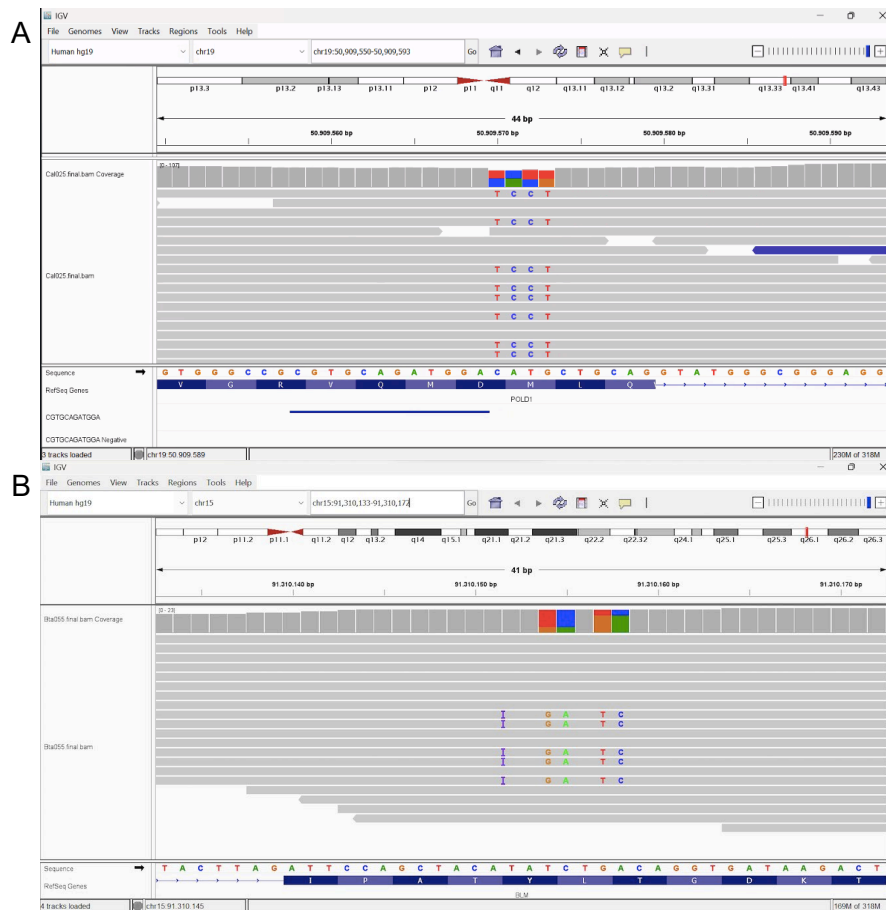 A
IGV
File Genomes View Tracks Regions Tools Help
Human hg19 chr19 chr19:50,909,550-50,909,593 Go
p13.3 p13.2 p13.13 p13.11 p12 p11 q11 q12 q13.11 q13.12 q13.2 q13.31 q13.33 q13.41 q13.43
44 bp
50.909.560 bp 50.909.570 bp 50.909.580 bp 50.909.590 bp
Cal025.final.bam Coverage
T C C T
T C C T
Cal025.final.bam
T C C T
T C C T
T C C T
T C C T
T C C T
T C C T
Sequence G T G G G C C G C G T G C A G A T G G A C A T G C T G C A G G T A T G G G C G G G A G G
RefSeq Genes V G R V Q M D M L Q
POLD1
CGTGCAGATGGA
CGTGCAGATGGA Negative
3 tracks loaded chr19:50.909.589 230M of 318M
B
IGV
File Genomes View Tracks Regions Tools Help
Human hg19 chr15 chr15:91,310,133-91,310,172 Go
p12 p11.2 p11.1 q11.2 q12 q13.2 q14 q15.1 q21.1 q21.2 q21.3 q22.2 q22.32 q24.1 q25.1 q25.3 q26.1 q26.2 q26.3
41 bp
91.310.140 bp 91.310.150 bp 91.310.160 bp 91.310.170 bp
Bta055.final.bam Coverage [0 - 23]
I G A T C
I G A T C
Bta055.final.bam
I G A T C
I G A T C
I G A T C
Sequence T A C T T A G A T T C C A G C T A C A T A T C T G A C A G G T G A T A A G A C T
RefSeq Genes I P A T Y L T G D K T
BLM
4 tracks loaded chr15:91.310.145 169M of 318M